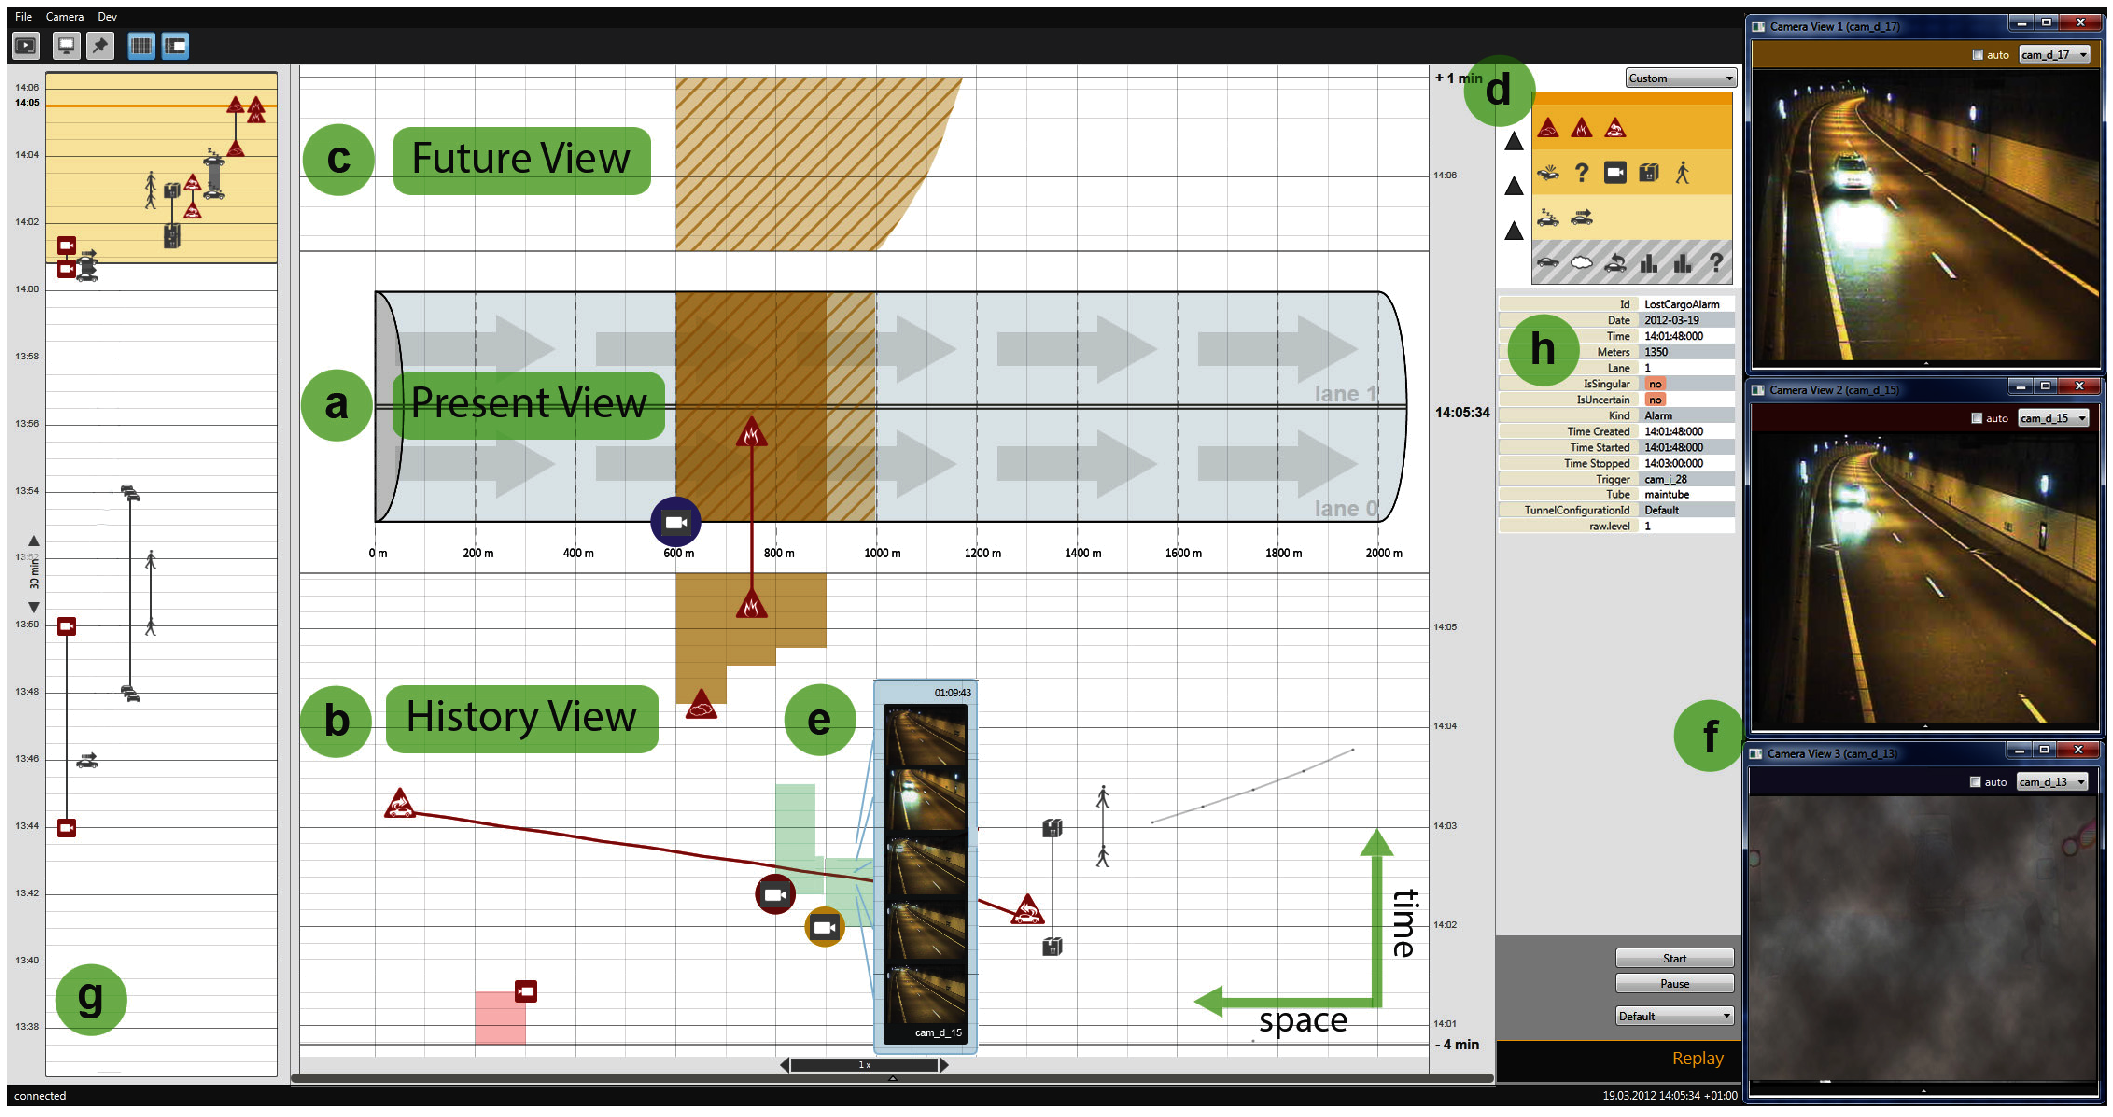 File Camera Dev
14:06
14:05
14:04
14:02
14:00
13:58
13:56
13:54
13:52
30 min
13:50
13:48
13:46
13:44
13:42
13:40
13:38
g
c Future View
a Present View
lane 1
lane 0
0 m 200 m 400 m 600 m 800 m 1000 m 1200 m 1400 m 1600 m 1800 m 2000 m
b History View
e
01:09:43
cam_d_15
time
space
1 x
+ 1 min
14:06
14:05:34
14:05
14:04
14:03
14:02
14:01
- 4 min
d
Custom
? 
?
h
Id LostCargoAlarm
Date 2012-03-19
Time 14:01:48:000
Meters 1350
Lane 1
IsSingular no
IsUncertain no
Kind Alarm
Time Created 14:01:48:000
Time Started 14:01:48:000
Time Stopped 14:03:00:000
Trigger cam_i_28
Tube maintube
TunnelConfigurationId Default
raw.level 1
f
Start
Pause
Default
Replay
Camera View 1 (cam_d_17)
auto cam_d_17
Camera View 2 (cam_d_15)
auto cam_d_15
Camera View 3 (cam_d_13)
auto cam_d_13
connected
19.03.2012 14:05:34 +01:00